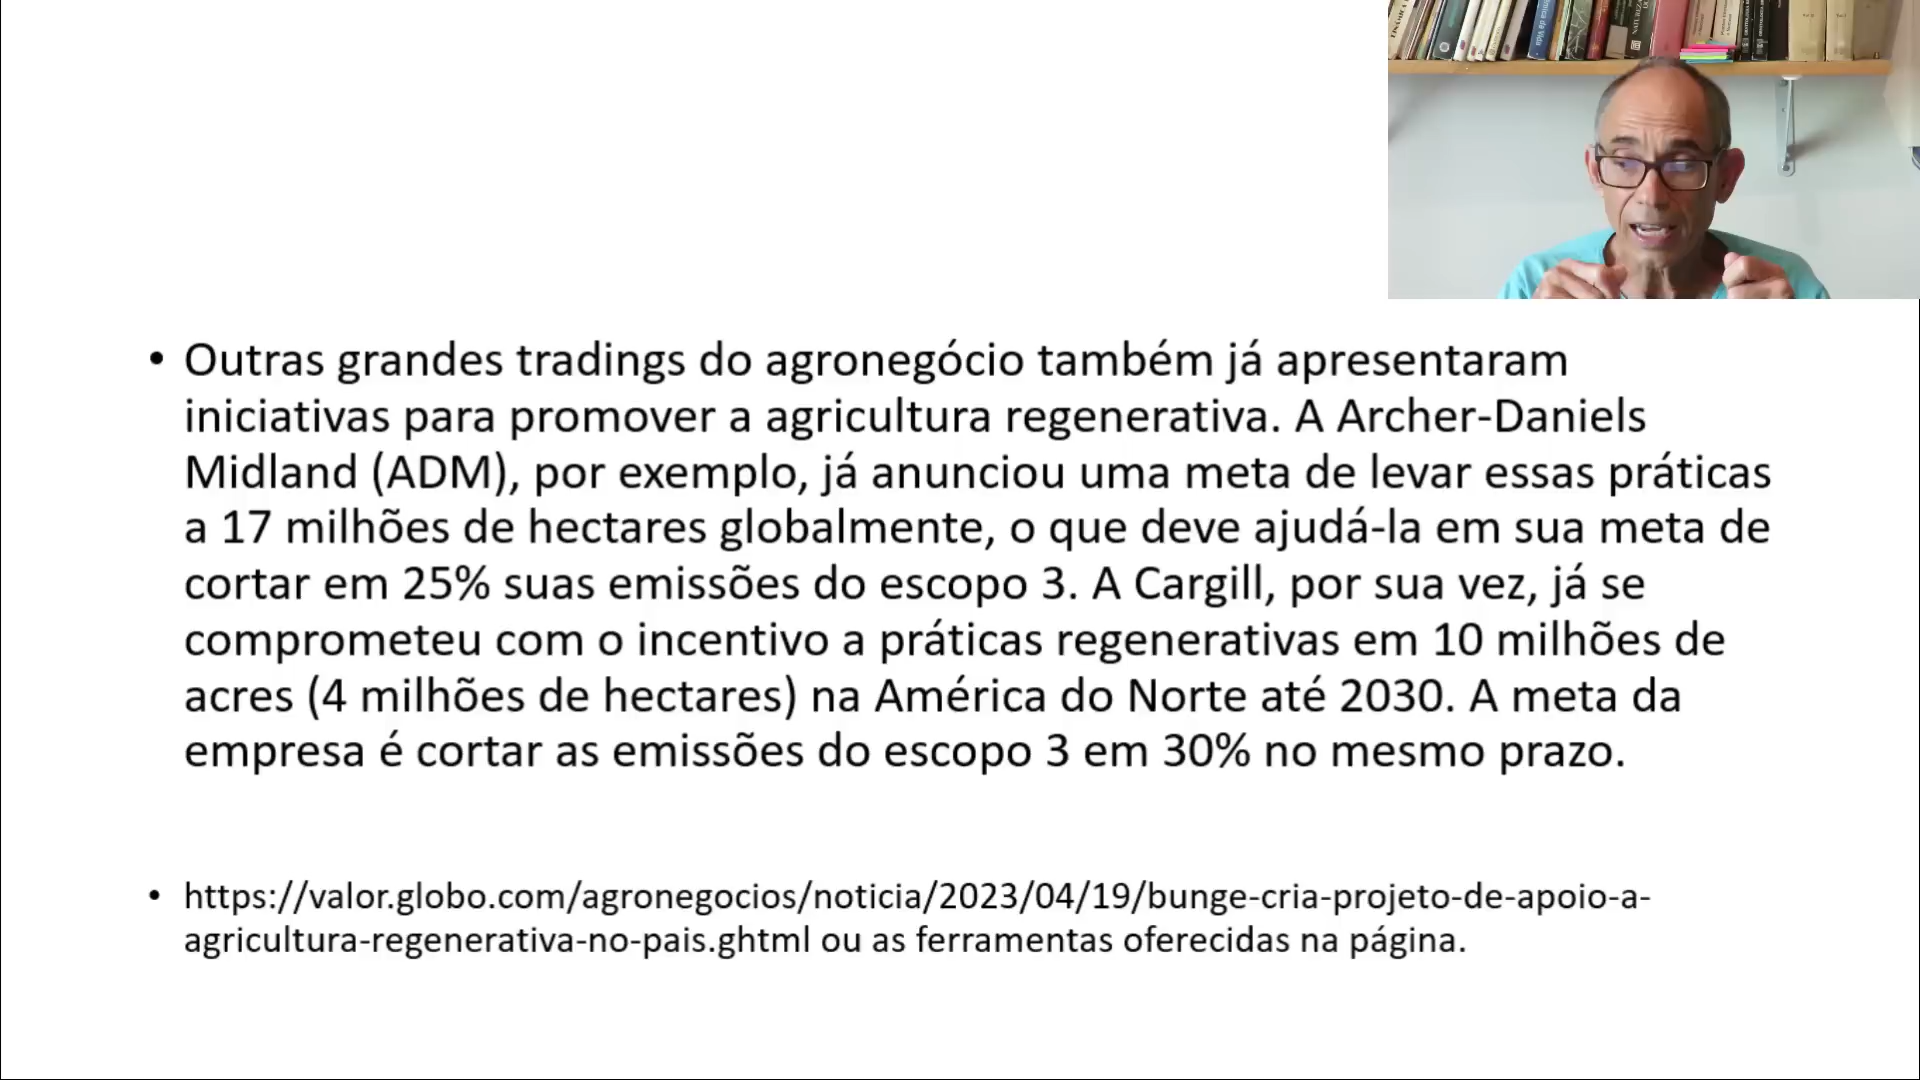 • Outras grandes tradings do agronegócio também já apresentaram
iniciativas para promover a agricultura regenerativa. A Archer-Daniels
Midland (ADM), por exemplo, já anunciou uma meta de levar essas práticas
a 17 milhões de hectares globalmente, o que deve ajudá-la em sua meta de
cortar em 25% suas emissões do escopo 3. A Cargill, por sua vez, já se
comprometeu com o incentivo a práticas regenerativas em 10 milhões de
acres (4 milhões de hectares) na América do Norte até 2030. A meta da
empresa é cortar as emissões do escopo 3 em 30% no mesmo prazo.
• https://valor.globo.com/agronegocios/noticia/2023/04/19/bunge-cria-projeto-de-apoio-a-
agricultura-regenerativa-no-pais.ghtml ou as ferramentas oferecidas na página.